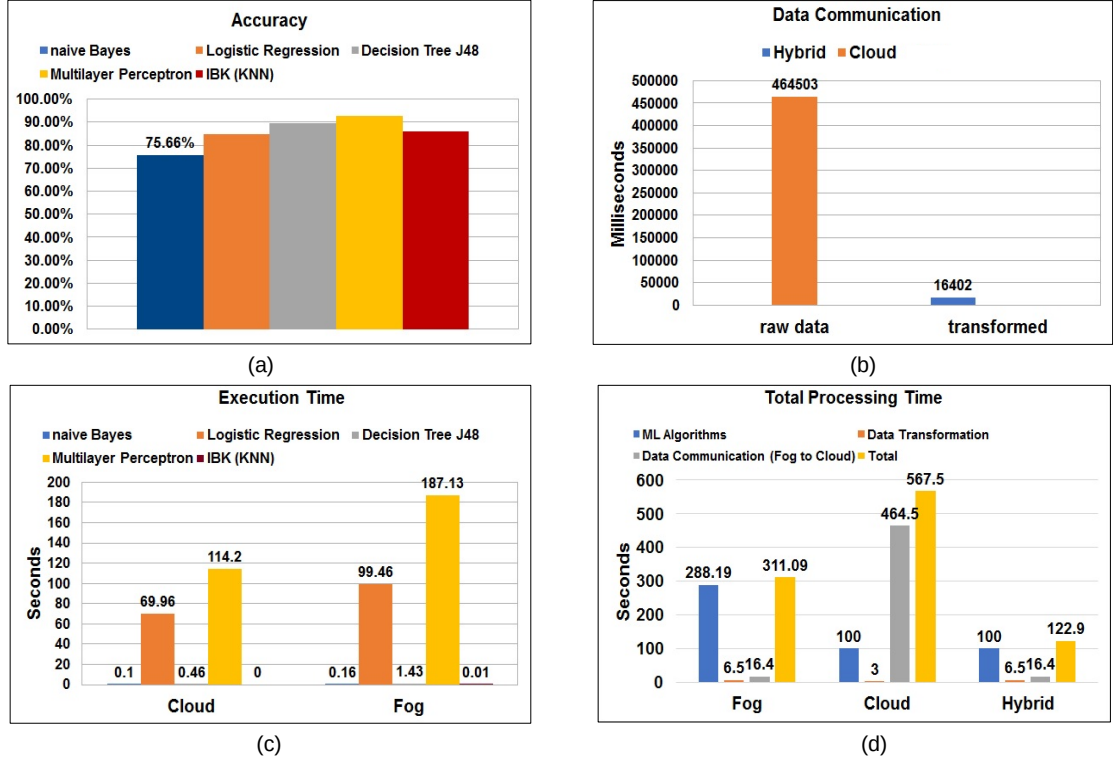 Accuracy
naive Bayes Logistic Regression Decision Tree J48
Multilayer Perceptron IBK (KNN)
100.00%
90.00%
80.00%
70.00%
60.00%
50.00%
40.00%
30.00%
20.00%
10.00%
0.00%
75.66%
(a)
Data Communication
Hybrid Cloud
Milliseconds
500000
450000
400000
350000
300000
250000
200000
150000
100000
50000
0
464503
16402
raw data transformed
(b)
Execution Time
naive Bayes Logistic Regression Decision Tree J48
Multilayer Perceptron IBK (KNN)
Seconds
200
180
160
140
120
100
80
60
40
20
0
0.1 69.96 0.46 114.2 0
0.16 99.46 1.43 187.13 0.01
Cloud Fog
(c)
Total Processing Time
ML Algorithms Data Transformation
Data Communication (Fog to Cloud) Total
Seconds
600
500
400
300
200
100
0
288.19 6.5 16.4 311.09
100 3 464.5 567.5
100 6.5 16.4 122.9
Fog Cloud Hybrid
(d)